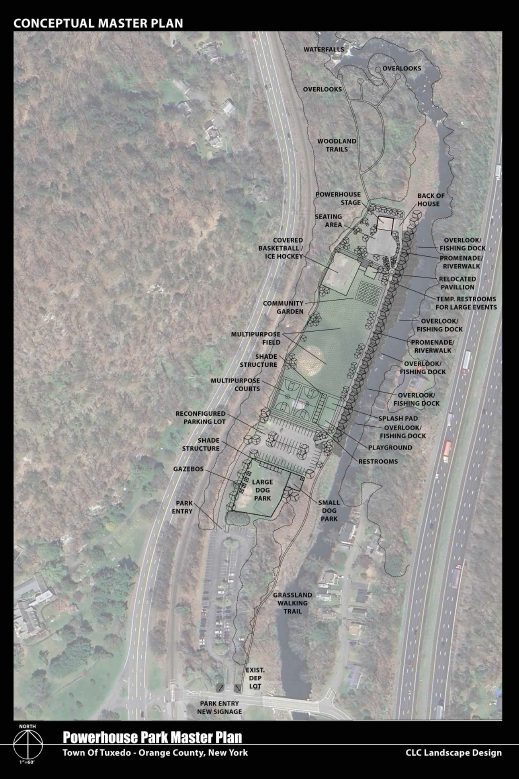 CONCEPTUAL MASTER PLAN
WATERFALLS
OVERLOOKS
OVERLOOKS
WOODLAND
TRAILS
POWERHOUSE
STAGE
BACK OF
HOUSE
SEATING
AREA
COVERED
BASKETBALL /
ICE HOCKEY
OVERLOOK/
FISHING DOCK
PROMENADE/
RIVERWALK
RELOCATED
PAVILLION
TEMP. RESTROOMS
FOR LARGE EVENTS
COMMUNITY
GARDEN
OVERLOOK/
FISHING DOCK
MULTIPURPOSE
FIELD
PROMENADE/
RIVERWALK
SHADE
STRUCTURE
OVERLOOK/
FISHING DOCK
MULTIPURPOSE
COURTS
OVERLOOK/
FISHING DOCK
RECONFIGURED
PARKING LOT
SPLASH PAD
OVERLOOK/
FISHING DOCK
SHADE
STRUCTURE
PLAYGROUND
RESTROOMS
GAZEBOS
LARGE
DOG
PARK
PARK
ENTRY
SMALL
DOG
PARK
GRASSLAND
WALKING
TRAIL
EXIST.
DEP
LOT
PARK ENTRY
NEW SIGNAGE
NORTH
1"=60'
Powerhouse Park Master Plan
Town Of Tuxedo - Orange County, New York
CLC Landscape Design